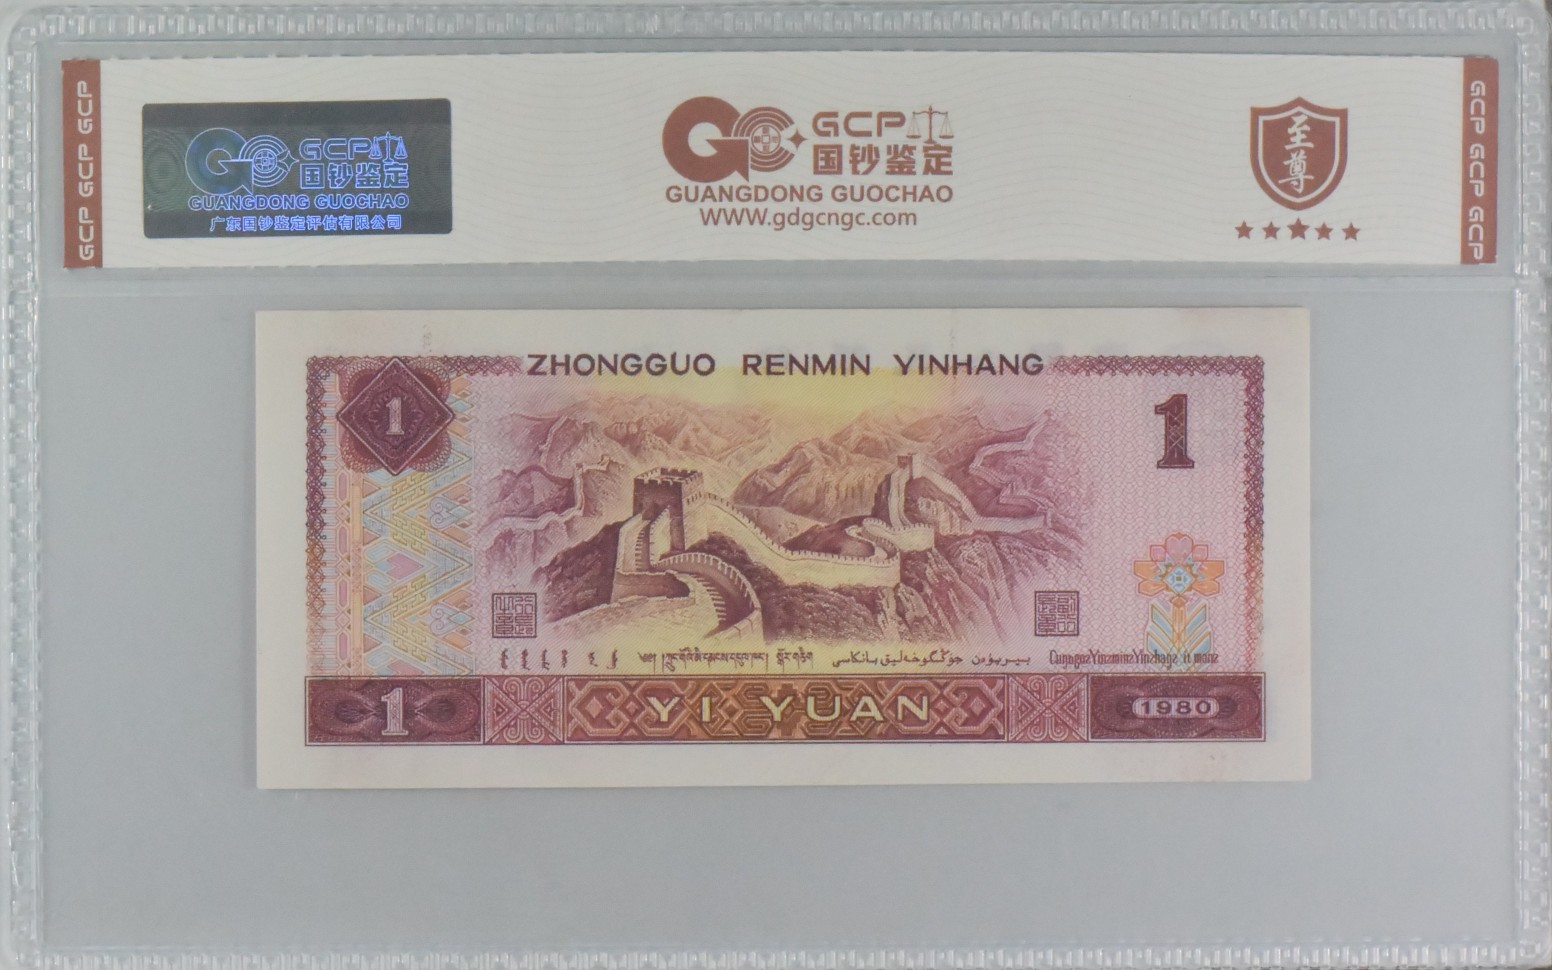 GCP GCP GCP
GCP
国钞鉴定
GUANGDONG GUOCHAO
广东国钞鉴定评估有限公司
GCP
国钞鉴定
GUANGDONG GUOCHAO
WWW.gdgcngc.com
至尊
GCP GCP GCP
ZHONGGUO RENMIN YINHANG
1
1
1
YI YUAN
1980